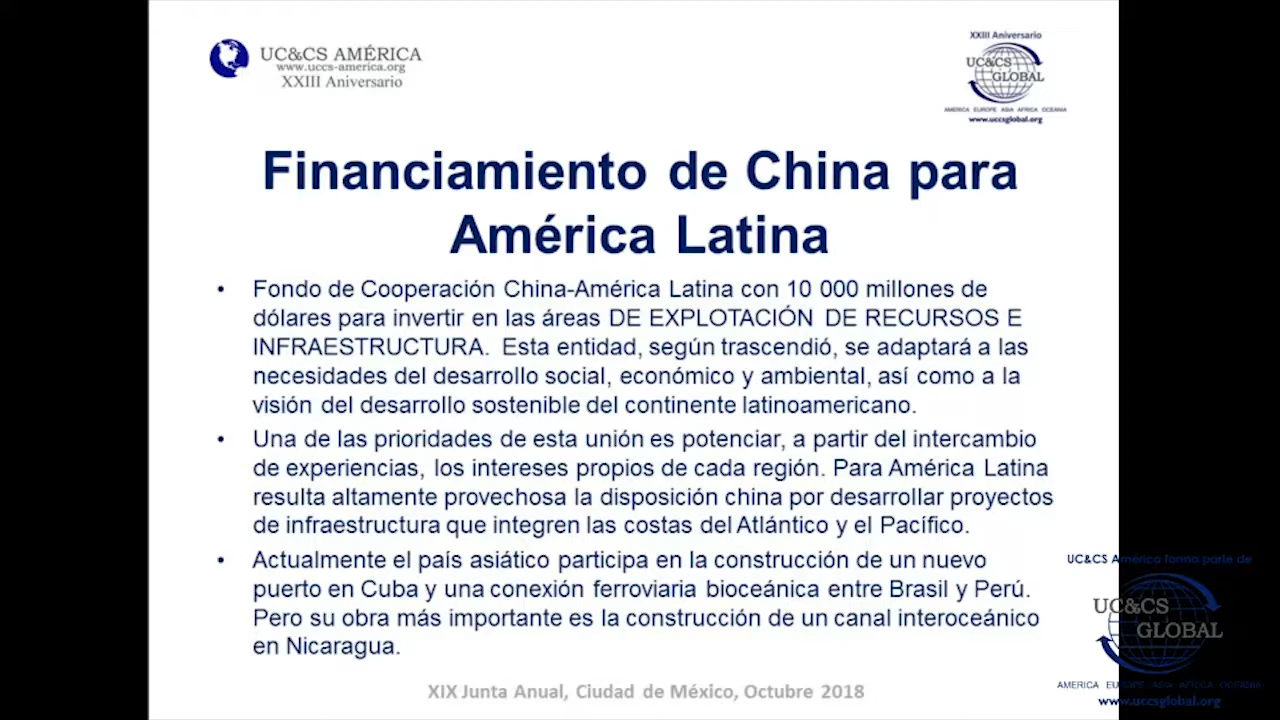 UC&CS AMÉRICA
www.uccs-america.org
XXIII Aniversario
XXIII Aniversario
UC&CS
GLOBAL
AMERICA EUROPE ASIA AFRICA OCEANIA
www.uccsglobal.org
Financiamiento de China para
América Latina
• Fondo de Cooperación China-América Latina con 10 000 millones de
dólares para invertir en las áreas DE EXPLOTACIÓN DE RECURSOS E
INFRAESTRUCTURA. Esta entidad, según trascendió, se adaptará a las
necesidades del desarrollo social, económico y ambiental, así como a la
visión del desarrollo sostenible del continente latinoamericano.
• Una de las prioridades de esta unión es potenciar, a partir del intercambio
de experiencias, los intereses propios de cada región. Para América Latina
resulta altamente provechosa la disposición china por desarrollar proyectos
de infraestructura que integren las costas del Atlántico y el Pacífico.
• Actualmente el país asiático participa en la construcción de un nuevo
puerto en Cuba y una conexión ferroviaria bioceánica entre Brasil y Perú.
Pero su obra más importante es la construcción de un canal interoceánico
en Nicaragua.
XIX Junta Anual, Ciudad de México, Octubre 2018
UC&CS América forma parte de
UC&CS
GLOBAL
AMERICA EUROPE ASIA AFRICA OCEANIA
www.uccsglobal.org